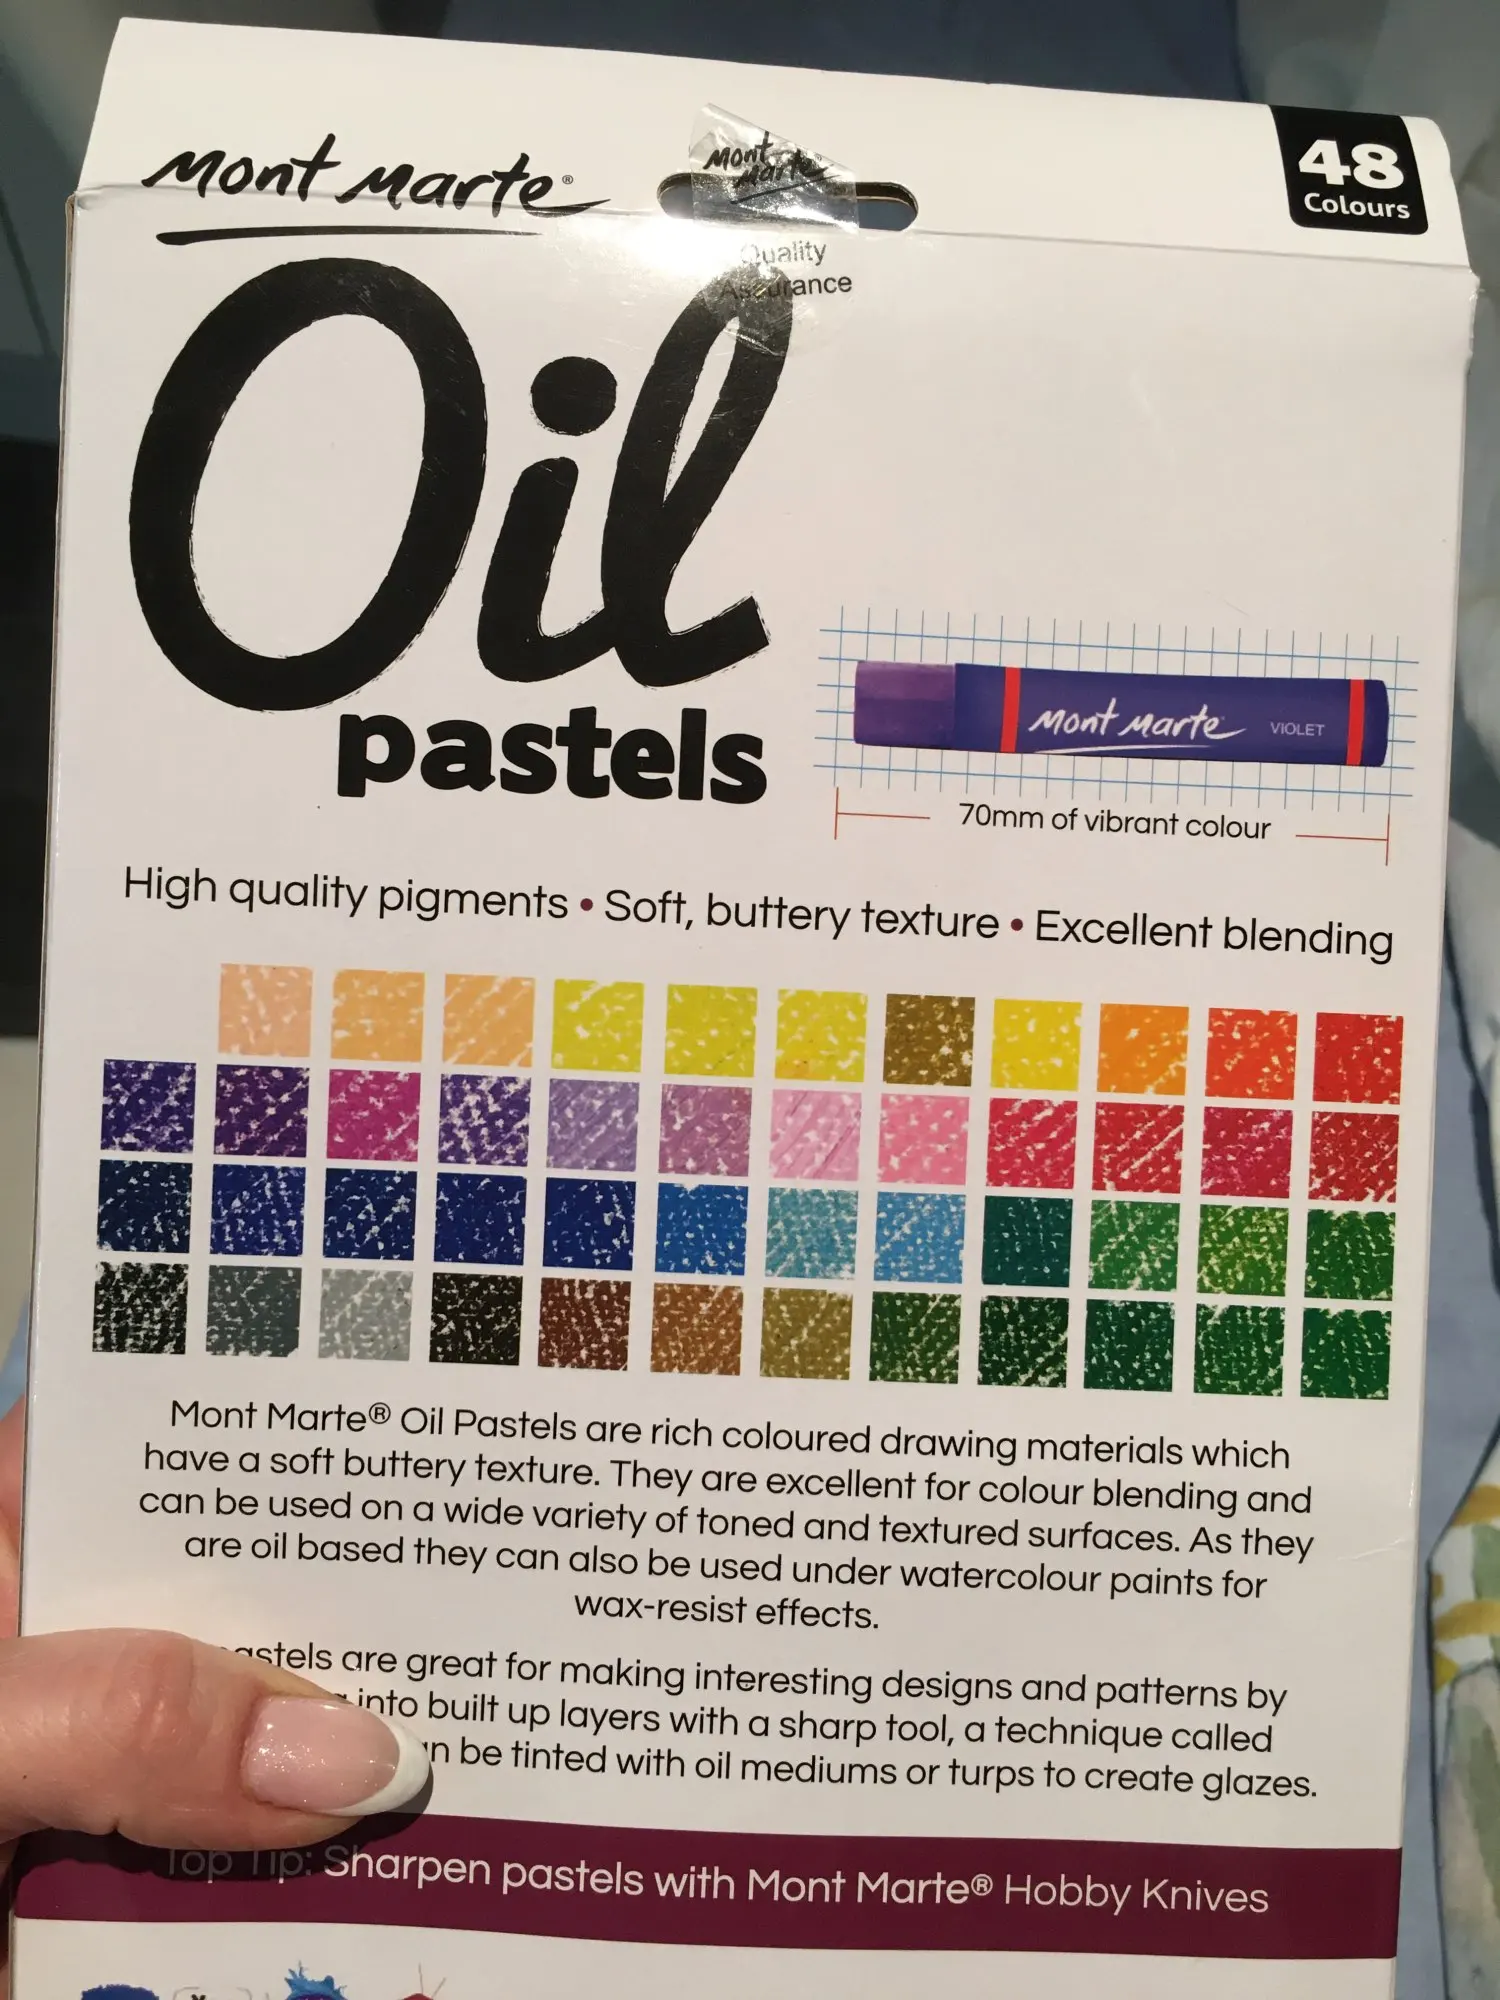 Mont Marte®
Mont Marte
48
Colours
Quality
Assurance
Oil
pastels
Mont Marte VIOLET
70mm of vibrant colour
High quality pigments • Soft, buttery texture • Excellent blending
Mont Marte® Oil Pastels are rich coloured drawing materials which
have a soft buttery texture. They are excellent for colour blending and
can be used on a wide variety of toned and textured surfaces. As they
are oil based they can also be used under watercolour paints for
wax-resist effects.
are great for making interesting designs and patterns by
into built up layers with a sharp tool, a technique called
be tinted with oil mediums or turps to create glazes.
Top Tip: Sharpen pastels with Mont Marte® Hobby Knives